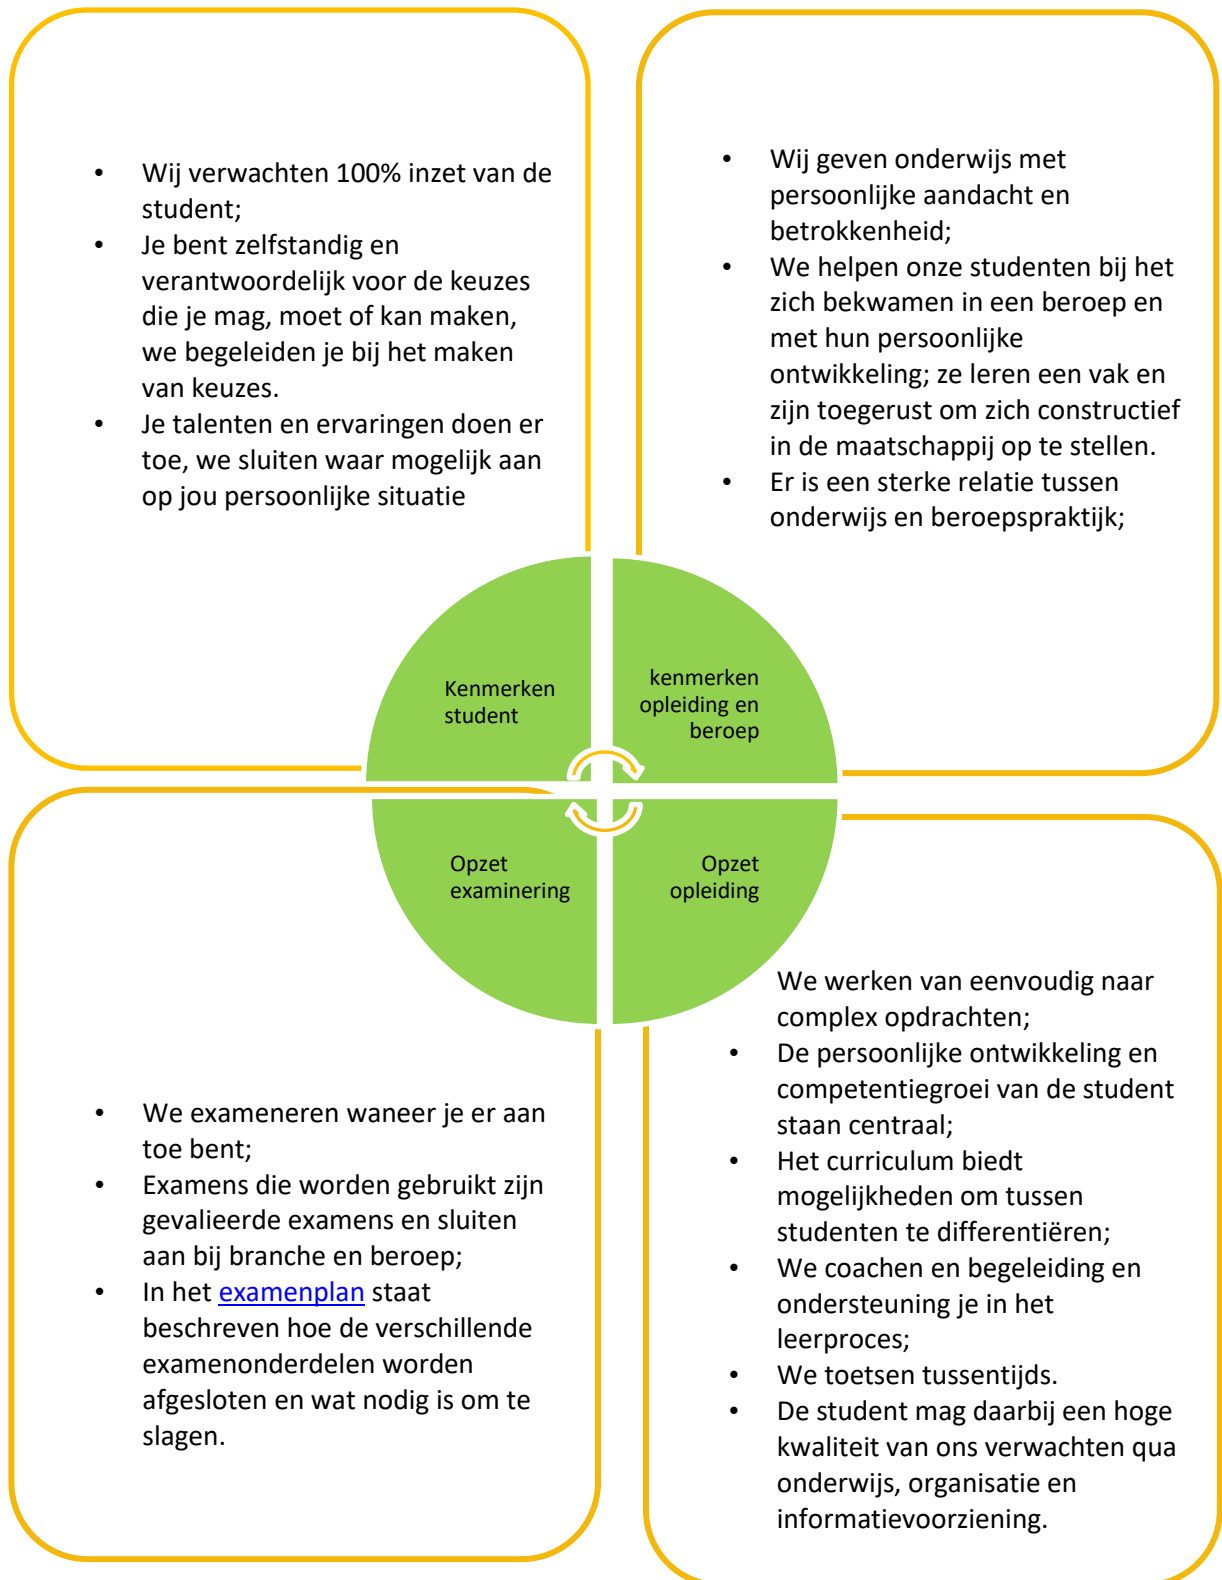 • Wij verwachten 100% inzet van de
student;
• Je bent zelfstandig en
verantwoordelijk voor de keuzes
die je mag, moet of kan maken,
we begeleiden je bij het maken
van keuzes.
• Je talenten en ervaringen doen er
toe, we sluiten waar mogelijk aan
op jou persoonlijke situatie
• Wij geven onderwijs met
persoonlijke aandacht en
betrokkenheid;
• We helpen onze studenten bij het
zich bekwamen in een beroep en
met hun persoonlijke
ontwikkeling; ze leren een vak en
zijn toegerust om zich constructief
in de maatschappij op te stellen.
• Er is een sterke relatie tussen
onderwijs en beroepspraktijk;
Kenmerken
student
kenmerken
opleiding en
beroep
Opzet
examinering
Opzet
opleiding
• We exameneren waneer je er aan
toe bent;
• Examens die worden gebruikt zijn
gevalieerde examens en sluiten
aan bij branche en beroep;
• In het examenplan staat
beschreven hoe de verschillende
examenonderdelen worden
afgesloten en wat nodig is om te
slagen.
We werken van eenvoudig naar
complex opdrachten;
• De persoonlijke ontwikkeling en
competentiegroei van de student
staan centraal;
• Het curriculum biedt
mogelijkheden om tussen
studenten te differentiëren;
• We coachen en begeleiding en
ondersteuning je in het
leerproces;
• We toetsen tussentijds.
• De student mag daarbij een hoge
kwaliteit van ons verwachten qua
onderwijs, organisatie en
informatievoorziening.